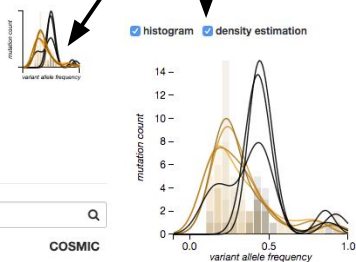 mutation count
variant allele frequency
histogram density estimation
mutation count
14
12
10
8
6
4
2
0
0.0 0.5 1.0
variant allele frequency
COSMIC